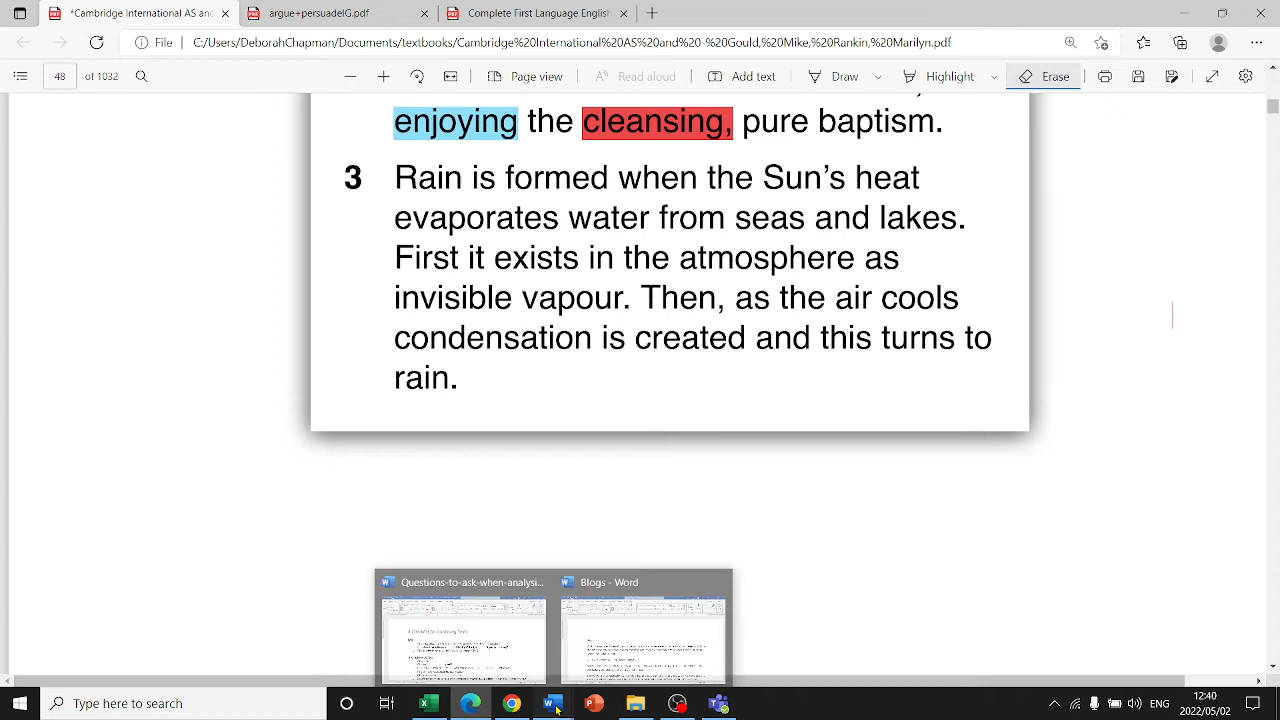 *Cambridge International AS and
argue+persuadeIG.pdf
Complete First Language English
File
C:/Users/DeborahChapman/Documents/textbooks/Cambridge%20International%20AS%20and%20-%20Gould,%20Mike,%20Rankin,%20Marilyn.pdf
48 of 1032
Page view
Read aloud
Add text
Draw
Highlight
Erase
enjoying the cleansing, pure baptism.
3 Rain is formed when the Sun's heat
evaporates water from seas and lakes.
First it exists in the atmosphere as
invisible vapour. Then, as the air cools
condensation is created and this turns to
rain.
Questions-to-ask-when-analysi...
Blogs - Word
Type here to search
ENG
12:40
2022/05/02